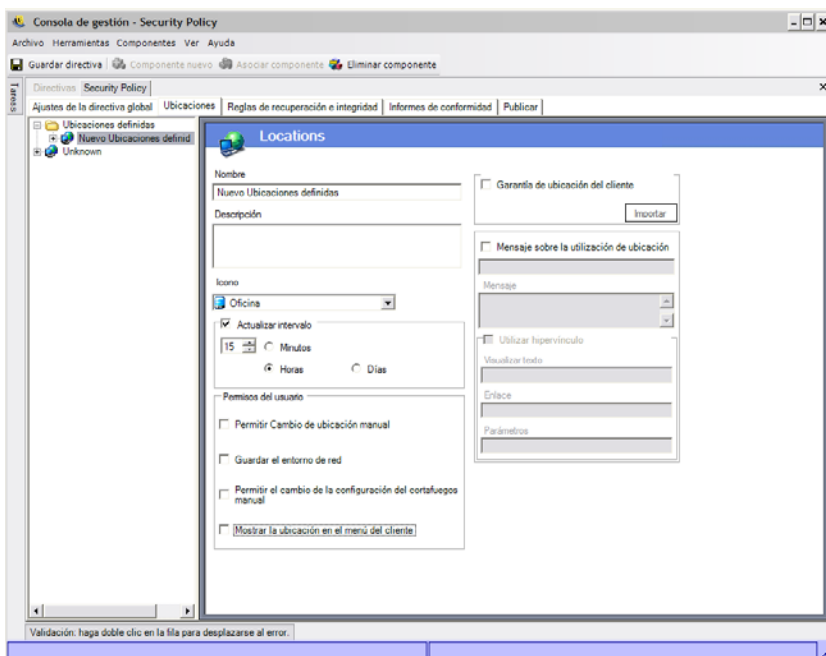 Consola de gestión - Security Policy
Archivo Herramientas Componentes Ver Ayuda
Guardar directiva Componente nuevo Asociar componente Eliminar componente
Tareas
Directivas Security Policy
Ajustes de la directiva global Ubicaciones Reglas de recuperación e integridad Informes de conformidad Publicar
Ubicaciones definidas
Nuevo Ubicaciones definid
Unknown
Locations
Nombre
Nuevo Ubicaciones definidas
Descripción
Icono
Oficina
Actualizar intervalo
15 Minutos
Horas Días
Permisos del usuario
Permitir Cambio de ubicación manual
Guardar el entorno de red
Permitir el cambio de la configuración del cortafuegos
manual
Mostrar la ubicación en el menú del cliente
Garantía de ubicación del cliente
Importar
Mensaje sobre la utilización de ubicación
Mensaje
Utilizar hipervínculo
Visualizar texto
Enlace
Parámetros
Validación: haga doble clic en la fila para desplazarse al error.